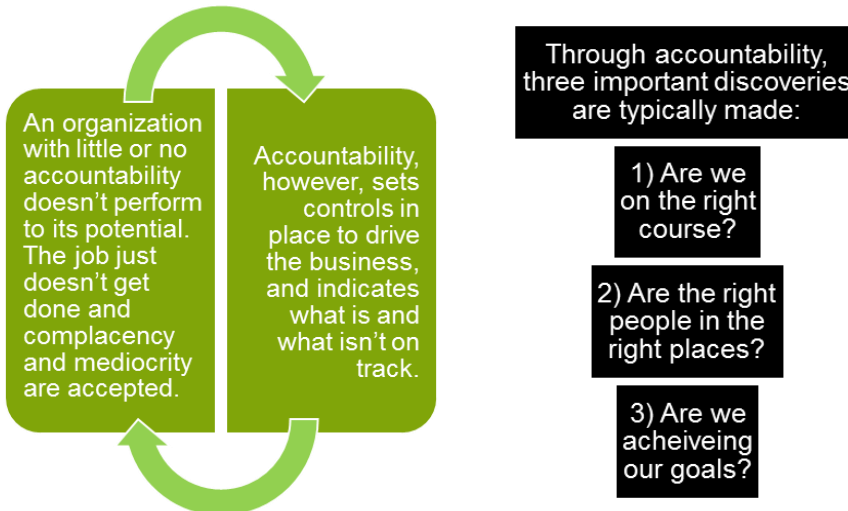 An organization
with little or no
accountability
doesn't perform
to its potential.
The job just
doesn't get
done and
complacency
and mediocrity
are accepted.
Accountability,
however, sets
controls in
place to drive
the business,
and indicates
what is and
what isn't on
track.
Through accountability,
three important discoveries
are typically made:
1) Are we
on the right
course?
2) Are the right
people in the
right places?
3) Are we
acheiveing
our goals?